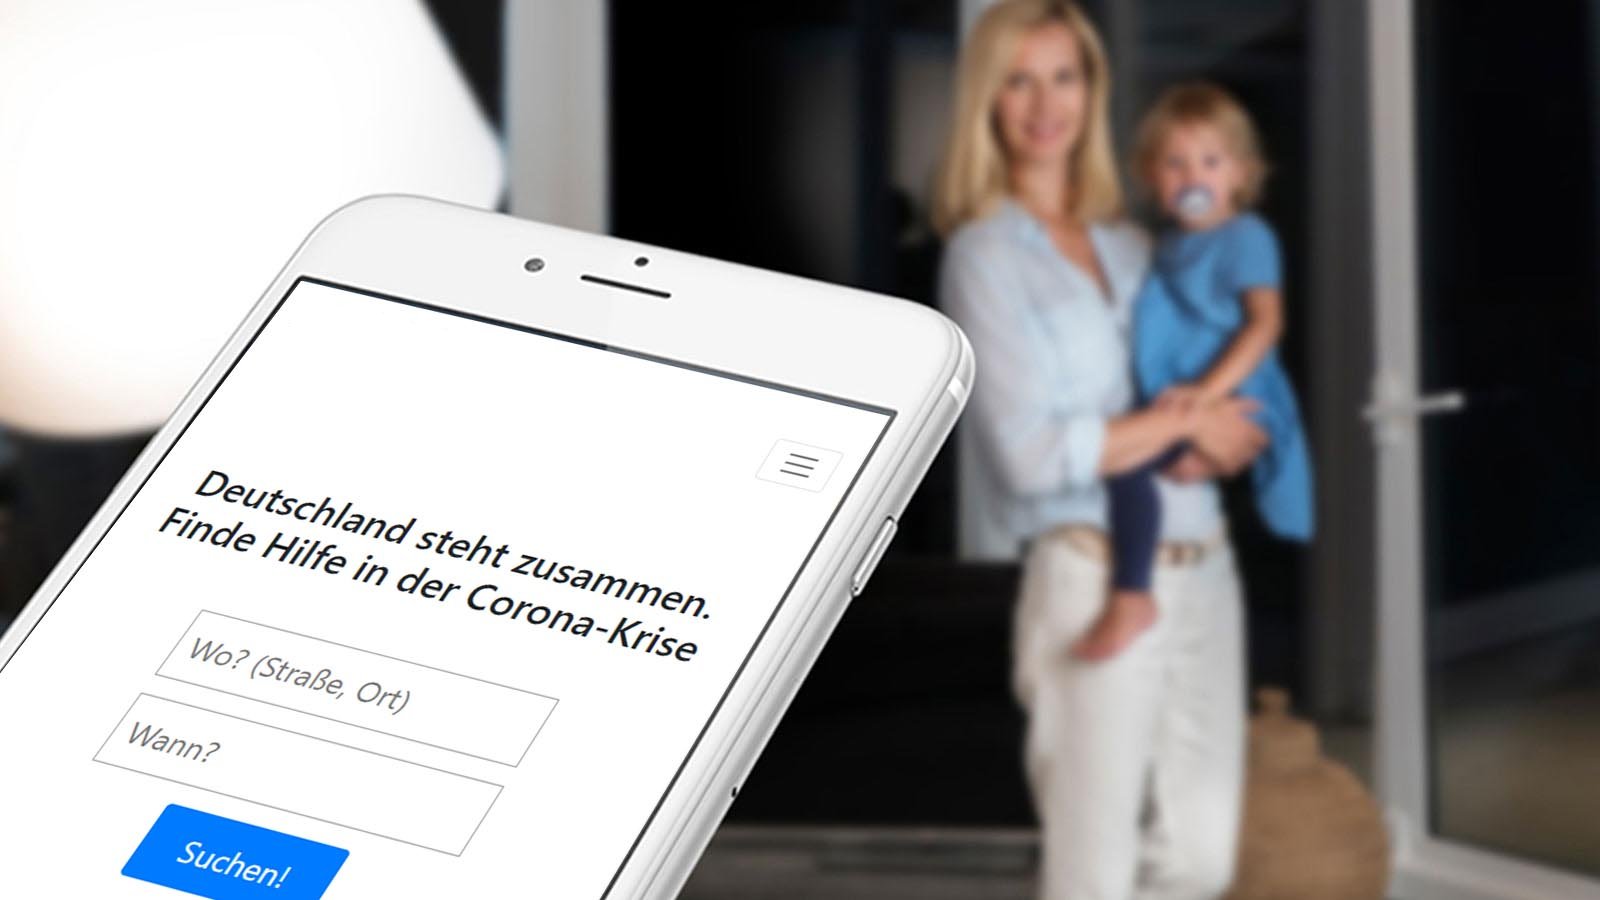 Deutschland steht zusammen.
Finde Hilfe in der Corona-Krise
Wo? (Straße, Ort)
Wann?
Suchen!